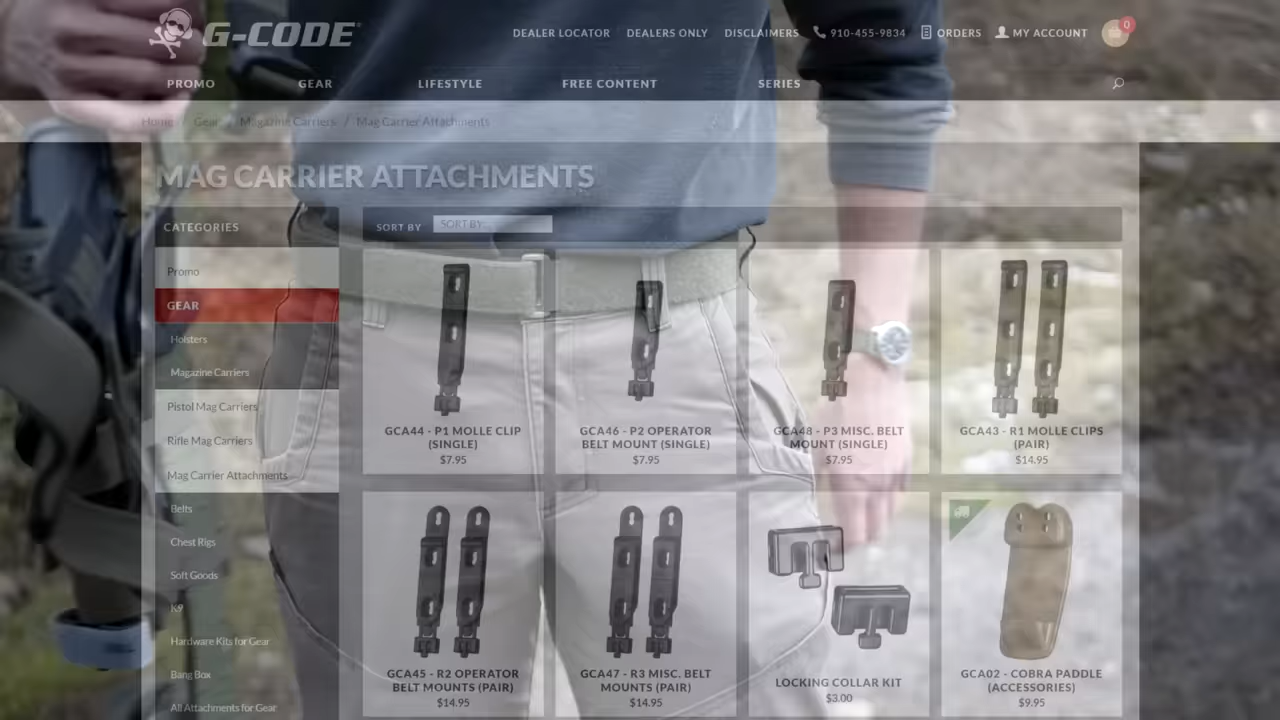 G-CODE
DEALER LOCATOR DEALERS ONLY DISCLAIMERS 910-455-9834 ORDERS MY ACCOUNT 0
PROMO GEAR LIFESTYLE FREE CONTENT SERIES
Home / Gear / Magazine Carriers / Mag Carrier Attachments
MAG CARRIER ATTACHMENTS
CATEGORIES
SORT BY SORT BY:
Promo
GEAR
Holsters
Magazine Carriers
Pistol Mag Carriers
Rifle Mag Carriers
Mag Carrier Attachments
Belts
Chest Rigs
Soft Goods
K9
Hardware Kits for Gear
Bang Box
All Attachments for Gear
GCA44 - P1 MOLLE CLIP
(SINGLE)
$7.95
GCA46 - P2 OPERATOR
BELT MOUNT (SINGLE)
$7.95
GCA48 - P3 MISC. BELT
MOUNT (SINGLE)
$7.95
GCA43 - R1 MOLLE CLIPS
(PAIR)
$14.95
GCA45 - R2 OPERATOR
BELT MOUNTS (PAIR)
$14.95
GCA47 - R3 MISC. BELT
MOUNTS (PAIR)
$14.95
LOCKING COLLAR KIT
$3.00
GCA02 - COBRA PADDLE
(ACCESSORIES)
$9.95